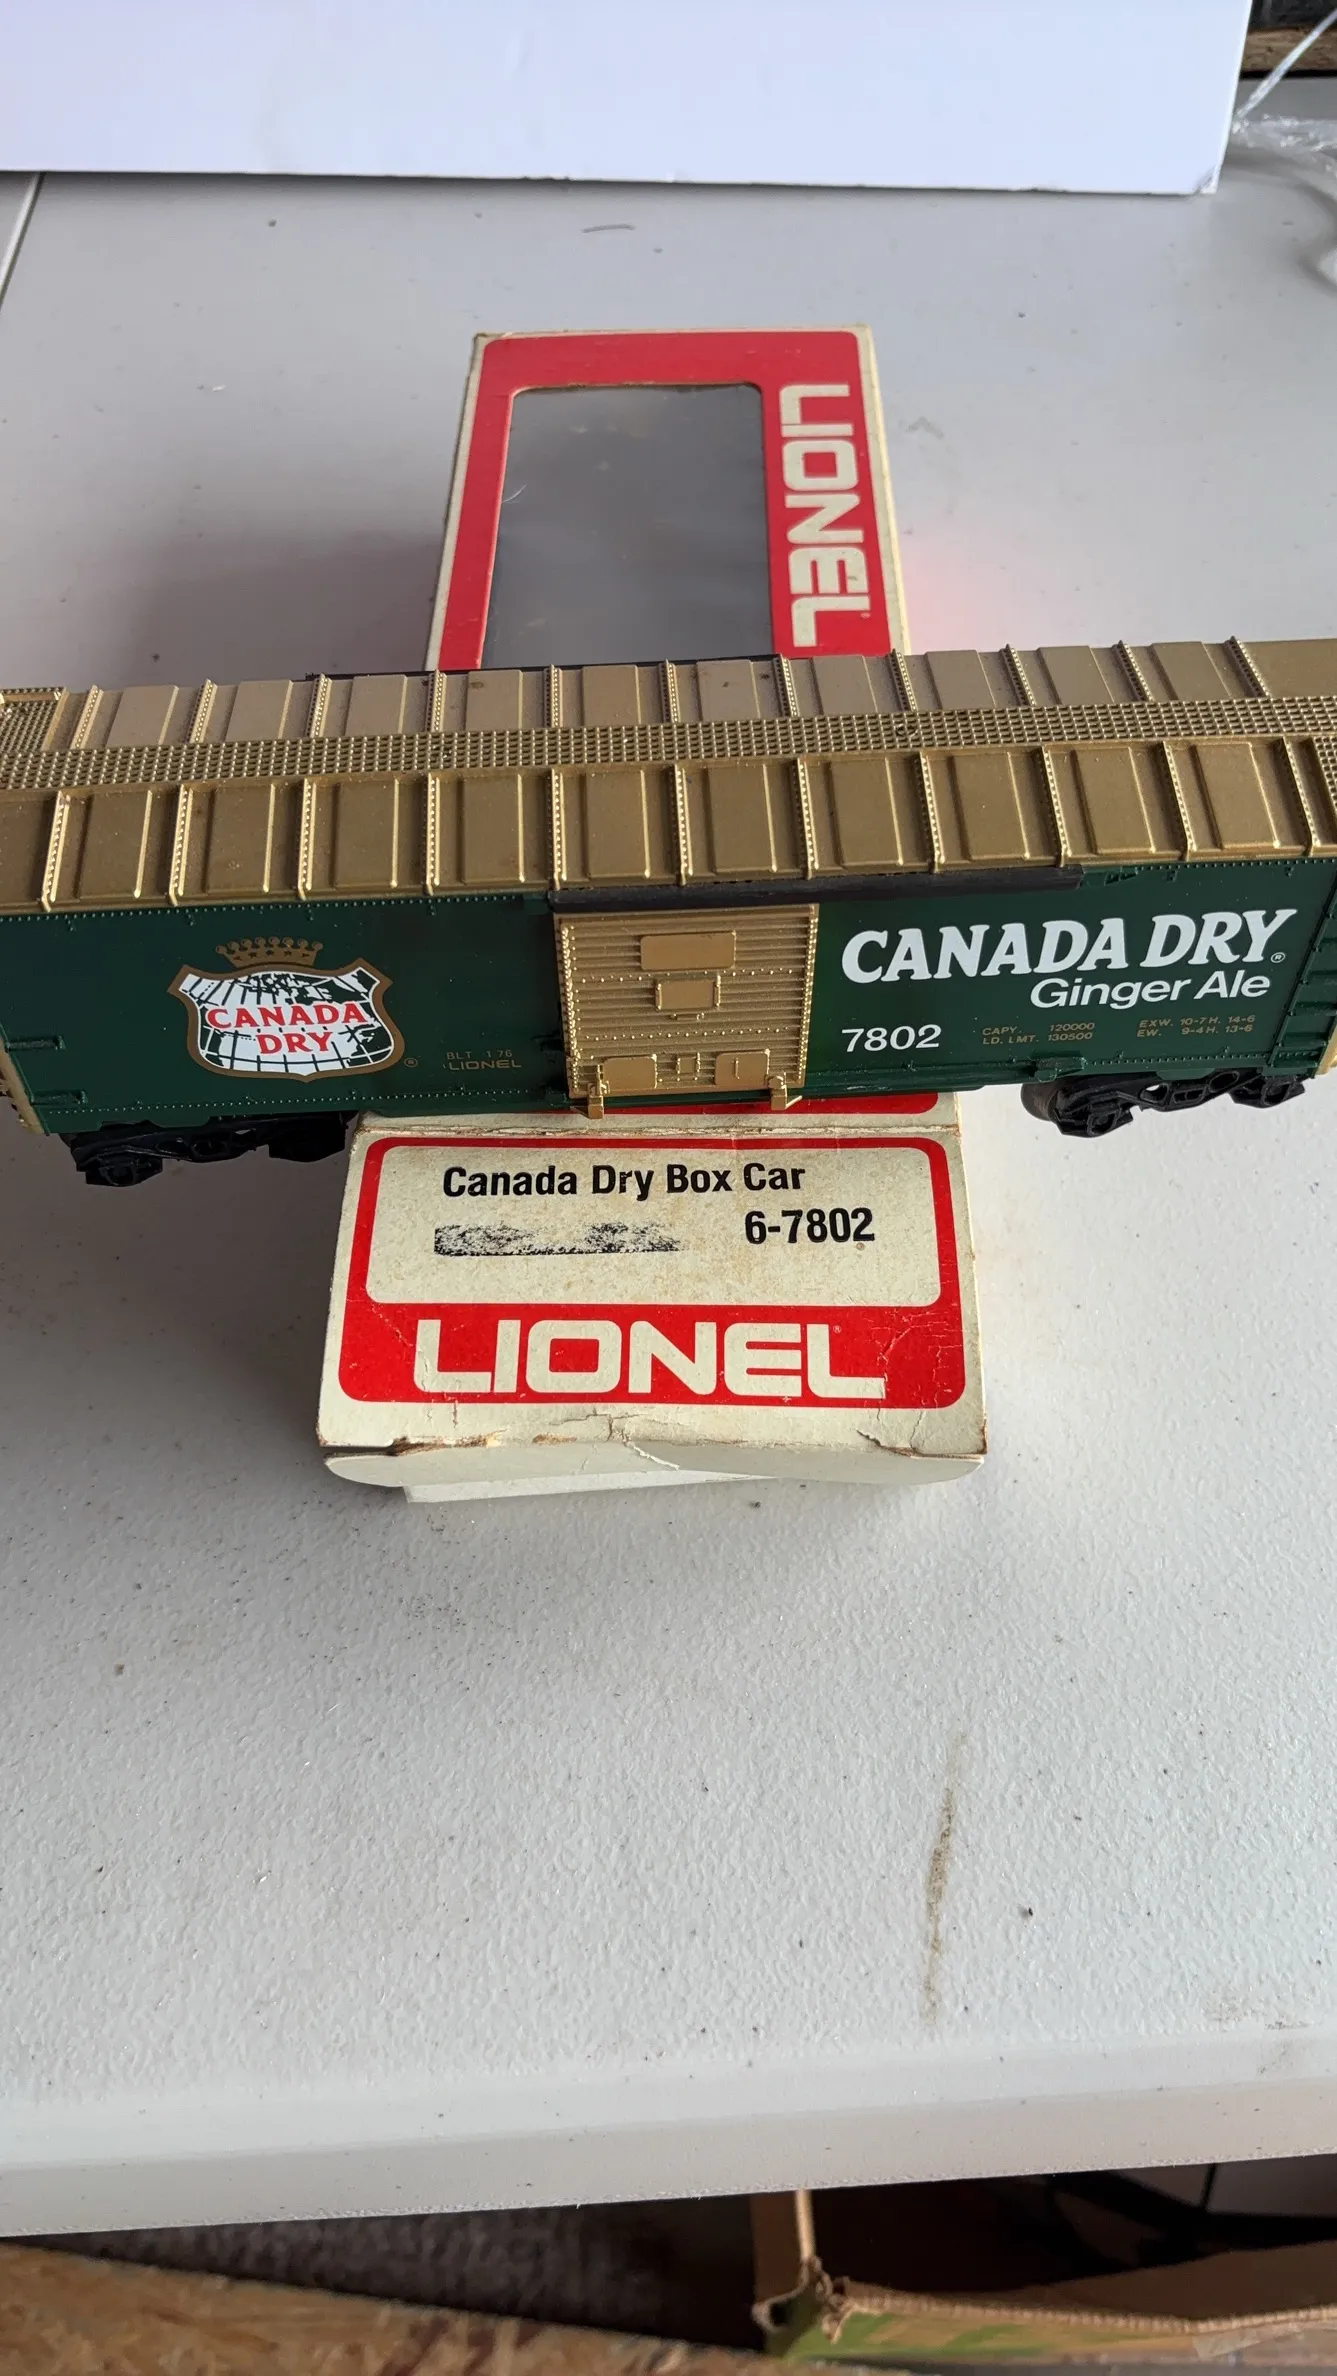 LIONEL
CANADA
DRY
®
BLT 1 76
LIONEL
CANADA DRY®
Ginger Ale
7802
CAPY. 120000
LD. LMT. 130500
EXW. 10-7 H. 14-6
EW. 9-4 H. 13-6
Canada Dry Box Car
6-7802
LIONEL®